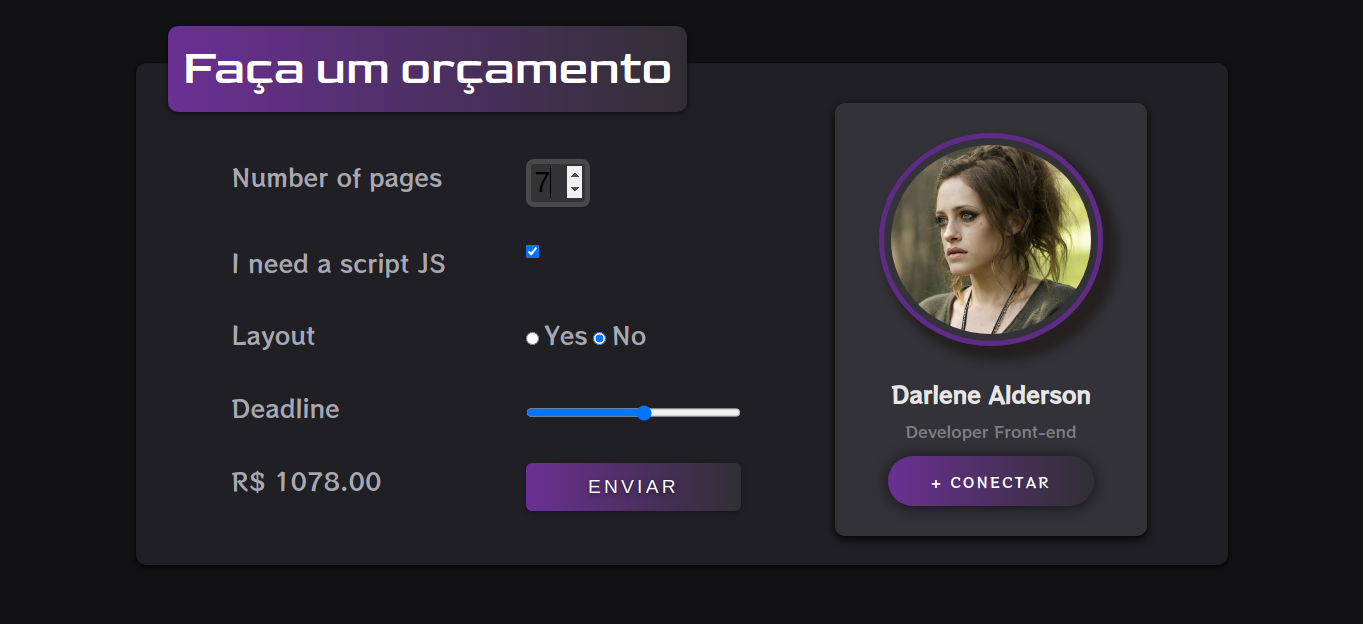 Faça um orçamento
Number of pages 7
I need a script JS
Layout Yes No
Deadline
R$ 1078.00 ENVIAR
Darlene Alderson
Developer Front-end
+ CONECTAR